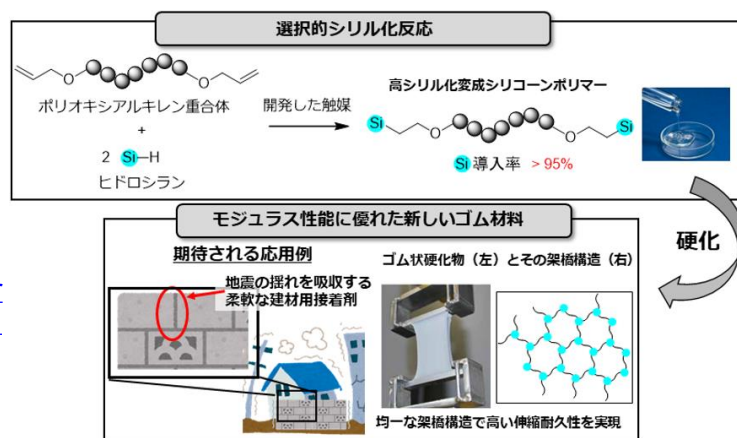 選択的シリル化反応
O
O
ポリオキシアルキレン重合体
+
2 Si–H
ヒドロシラン
開発した触媒
高シリル化変成シリコーンポリマー
Si
O
O
Si
Si 導入率 > 95%
硬化
モジュラス性能に優れた新しいゴム材料
期待される応用例
地震の揺れを吸収する
柔軟な建材用接着剤
ゴム状硬化物（左）とその架橋構造（右）
均一な架橋構造で高い伸縮耐久性を実現